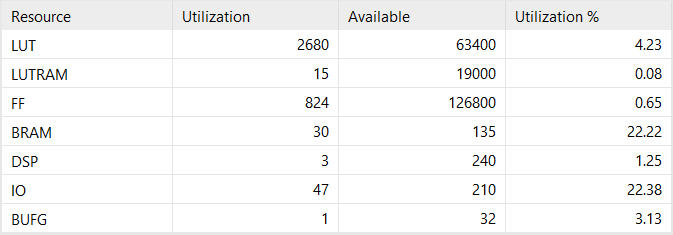 Resource Utilization Available Utilization %
LUT 2680 63400 4.23
LUTRAM 15 19000 0.08
FF 824 126800 0.65
BRAM 30 135 22.22
DSP 3 240 1.25
IO 47 210 22.38
BUFG 1 32 3.13